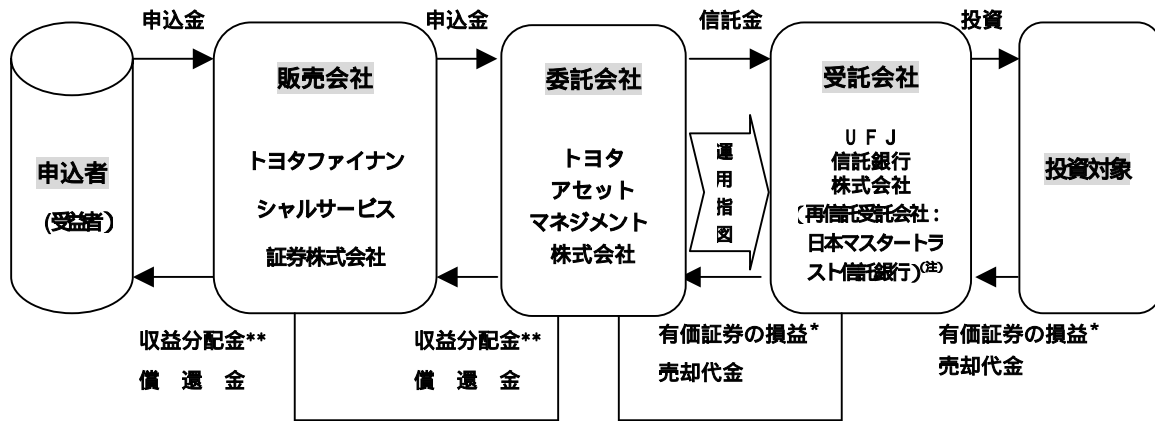 申込金
申込金
信託金
投資
申込者
(受益者)
販売会社
トヨタファイナン
シャルサービス
証券株式会社
委託会社
トヨタ
アセット
マネジメント
株式会社
運
用
指
図
受託会社
ＵＦＪ
信託銀行
株式会社
(再信託受託会社：
日本マスタートラ
スト信託銀行)(注)
投資対象
収益分配金**
償 還 金
収益分配金**
償 還 金
有価証券の損益*
売却代金
有価証券の損益*
売却代金